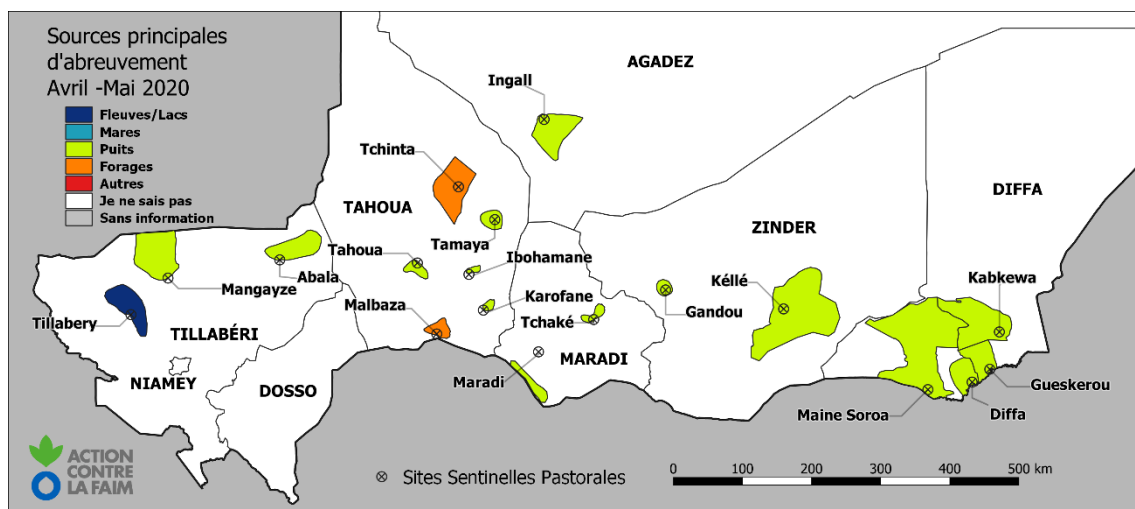 Sources principales
d'abreuvement
Avril -Mai 2020
Fleuves/Lacs
Mares
Puits
Forages
Autres
Je ne sais pas
Sans information
AGADEZ
Ingall
Tchinta
DIFFA
TAHOUA
ZINDER
Tamaya
Tahoua
Ibohamane
Abala
Mangayze
Kéllé
Kabkewa
Karofane
Malbaza
Gandou
Tchaké
Tillabery
TILLABÉRI
MARADI
NIAMEY
DOSSO
Maradi
Gueskerou
Maine Soroa
Diffa
ACTION
CONTRE
LA FAIM
Sites Sentinelles Pastorales
0 100 200 300 400 500 km